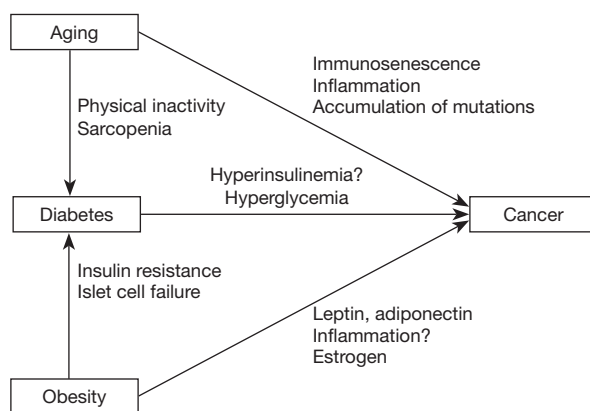 Aging
Immunosenescence
Inflammation
Accumulation of mutations
Physical inactivity
Sarcopenia
Hyperinsulinemia?
Hyperglycemia
Diabetes
Cancer
Insulin resistance
Islet cell failure
Leptin, adiponectin
Inflammation?
Estrogen
Obesity